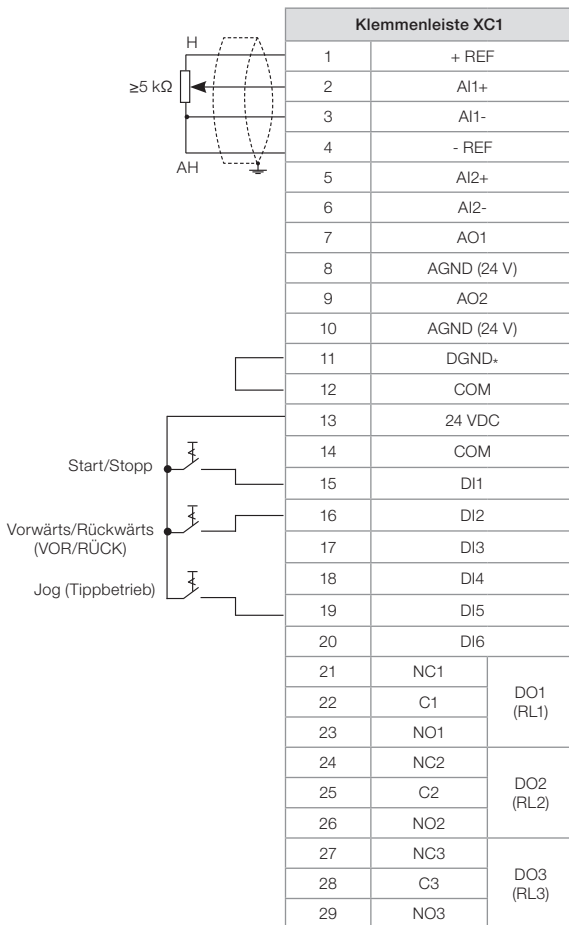 Klemmenleiste XC1
H
1 + REF
≥5 kΩ
2 AI1+
3 AI1-
4 - REF
AH
5 AI2+
6 AI2-
7 AO1
8 AGND (24 V)
9 AO2
10 AGND (24 V)
11 DGND*
12 COM
13 24 VDC
14 COM
Start/Stopp
15 DI1
16 DI2
Vorwärts/Rückwärts
(VOR/RÜCK)
17 DI3
18 DI4
Jog (Tippbetrieb)
19 DI5
20 DI6
21 NC1
22 C1
23 NO1
DO1
(RL1)
24 NC2
25 C2
26 NO2
DO2
(RL2)
27 NC3
28 C3
29 NO3
DO3
(RL3)